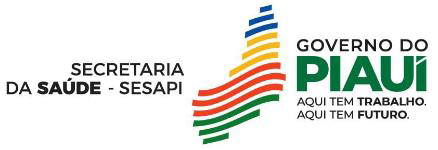 SECRETARIA
DA SAÚDE - SESAPI
GOVERNO DO
PIAUÍ
AQUI TEM TRABALHO.
AQUI TEM FUTURO.